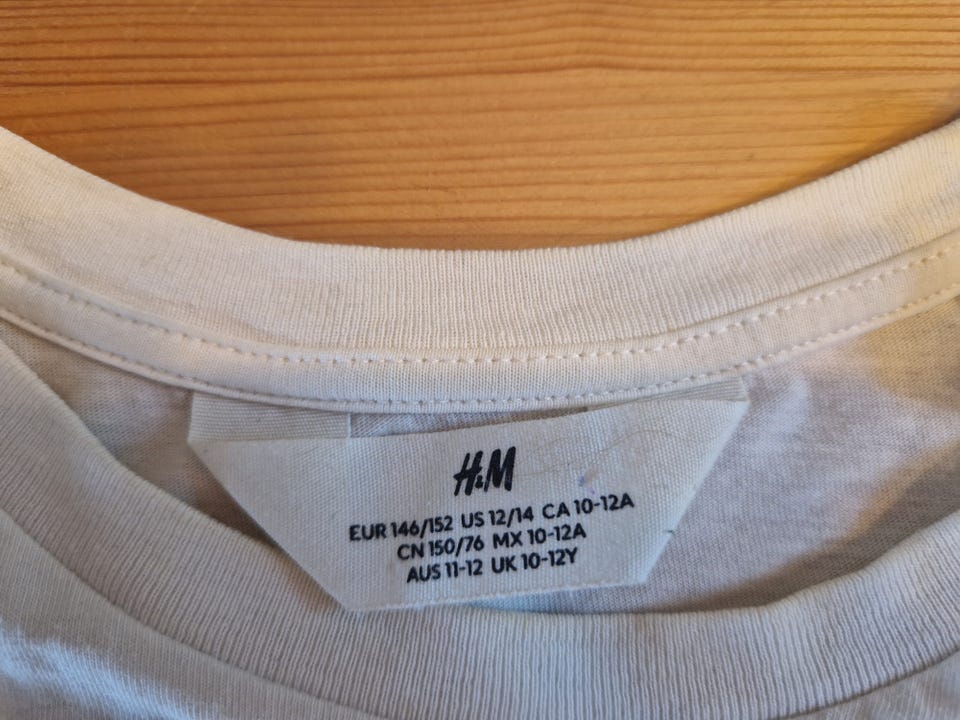 H&M
EUR 146/152 US 12/14 CA 10-12A
CN 150/76 MX 10-12A
AUS 11-12 UK 10-12Y